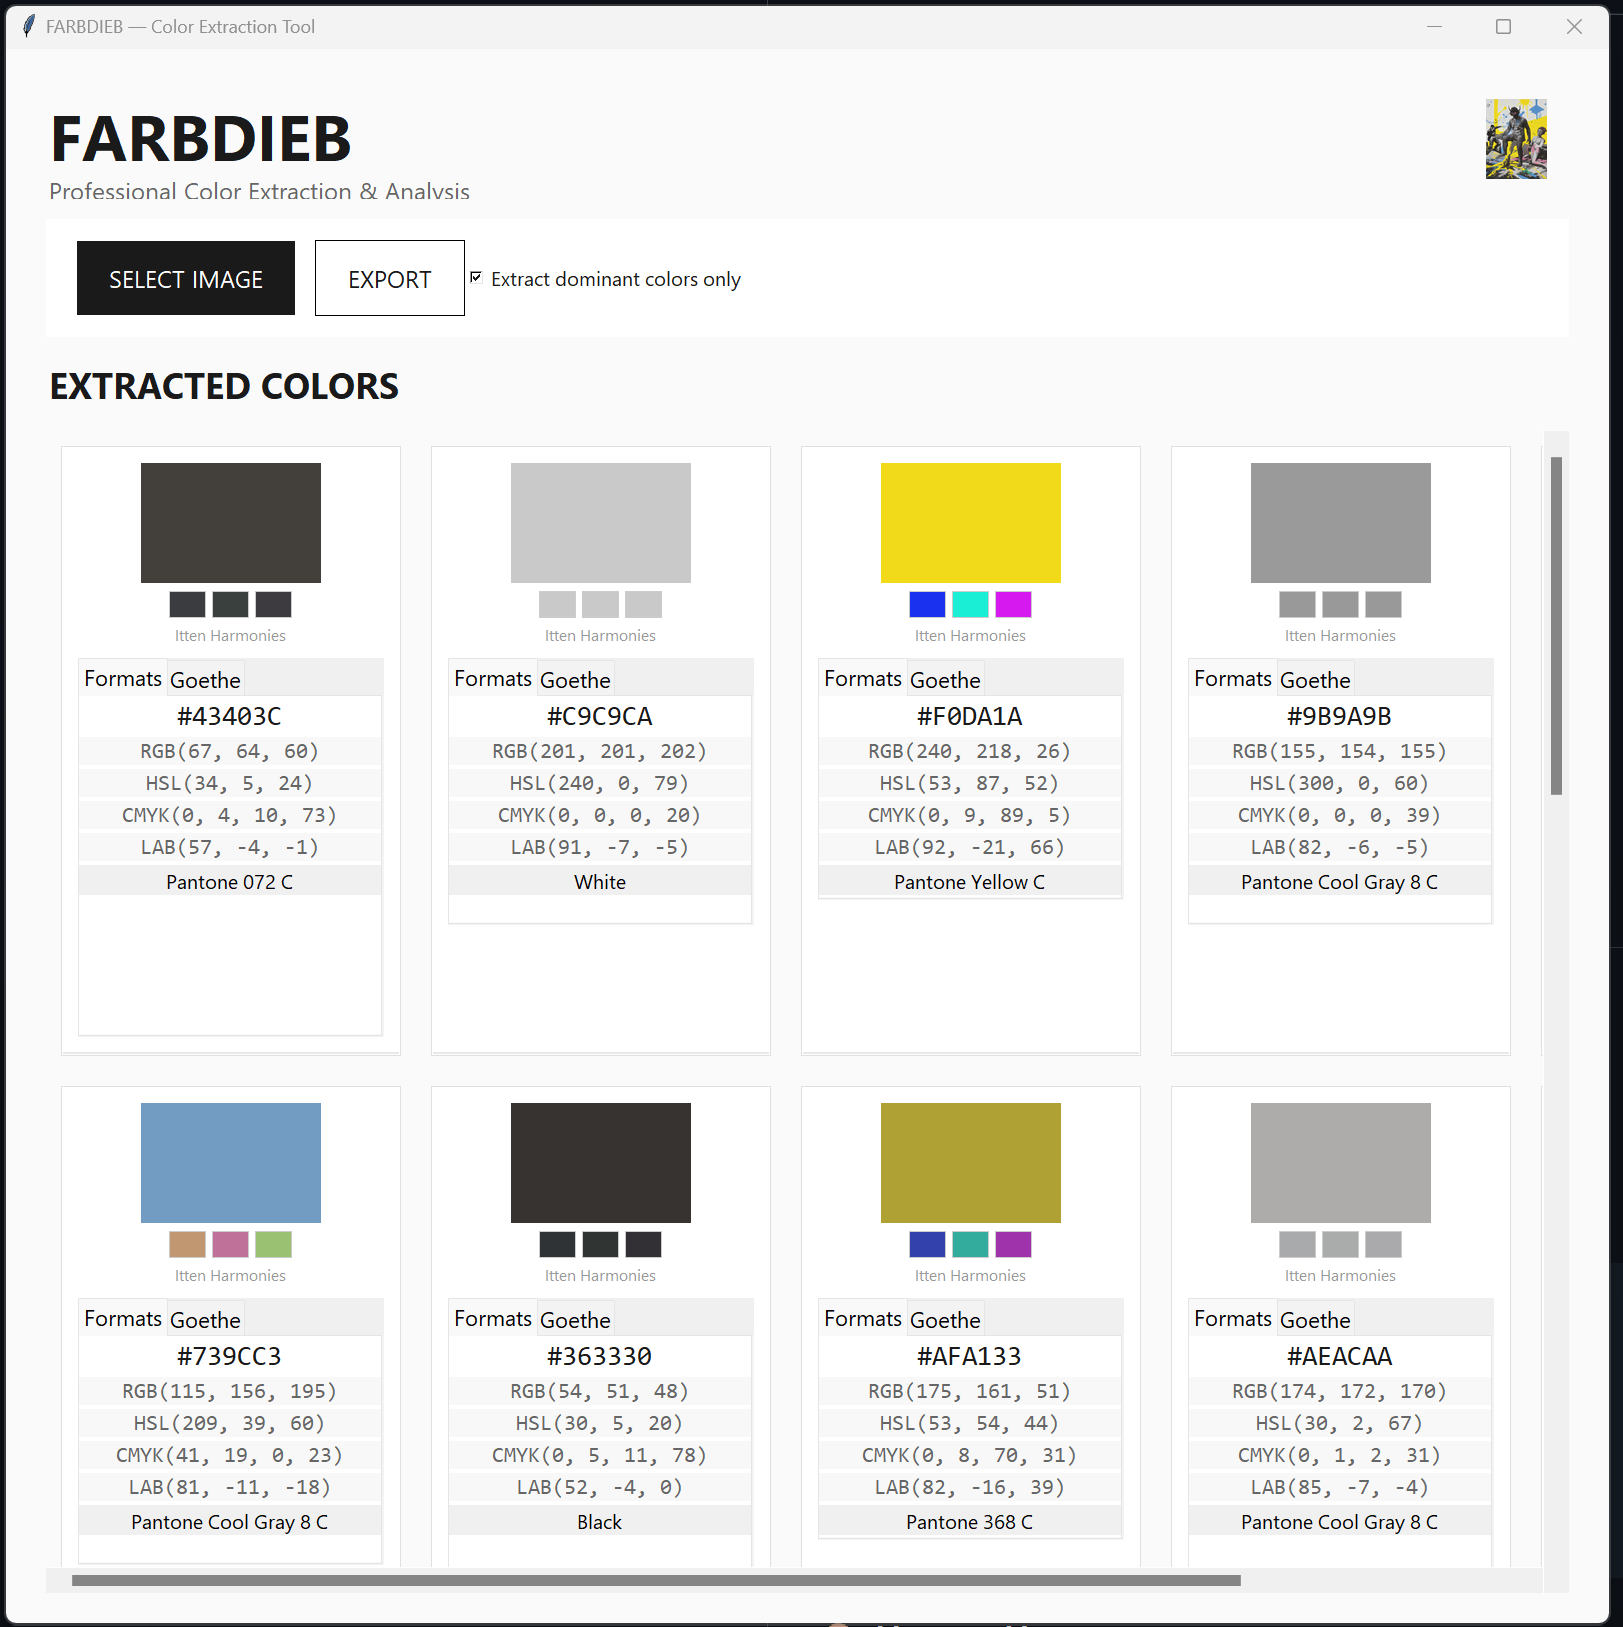 FARBDIEB — Color Extraction Tool
FARBDIEB
Professional Color Extraction & Analysis
SELECT IMAGE EXPORT Extract dominant colors only
EXTRACTED COLORS
Itten Harmonies Itten Harmonies Itten Harmonies Itten Harmonies
Formats Goethe Formats Goethe Formats Goethe Formats Goethe
#43403C #C9C9CA #F0DA1A #9B9A9B
RGB(67, 64, 60) RGB(201, 201, 202) RGB(240, 218, 26) RGB(155, 154, 155)
HSL(34, 5, 24) HSL(240, 0, 79) HSL(53, 87, 52) HSL(300, 0, 60)
CMYK(0, 4, 10, 73) CMYK(0, 0, 0, 20) CMYK(0, 9, 89, 5) CMYK(0, 0, 0, 39)
LAB(57, -4, -1) LAB(91, -7, -5) LAB(92, -21, 66) LAB(82, -6, -5)
Pantone 072 C White Pantone Yellow C Pantone Cool Gray 8 C
Itten Harmonies Itten Harmonies Itten Harmonies Itten Harmonies
Formats Goethe Formats Goethe Formats Goethe Formats Goethe
#739CC3 #363330 #AFA133 #AEACAA
RGB(115, 156, 195) RGB(54, 51, 48) RGB(175, 161, 51) RGB(174, 172, 170)
HSL(209, 39, 60) HSL(30, 5, 20) HSL(53, 54, 44) HSL(30, 2, 67)
CMYK(41, 19, 0, 23) CMYK(0, 5, 11, 78) CMYK(0, 8, 70, 31) CMYK(0, 1, 2, 31)
LAB(81, -11, -18) LAB(52, -4, 0) LAB(82, -16, 39) LAB(85, -7, -4)
Pantone Cool Gray 8 C Black Pantone 368 C Pantone Cool Gray 8 C